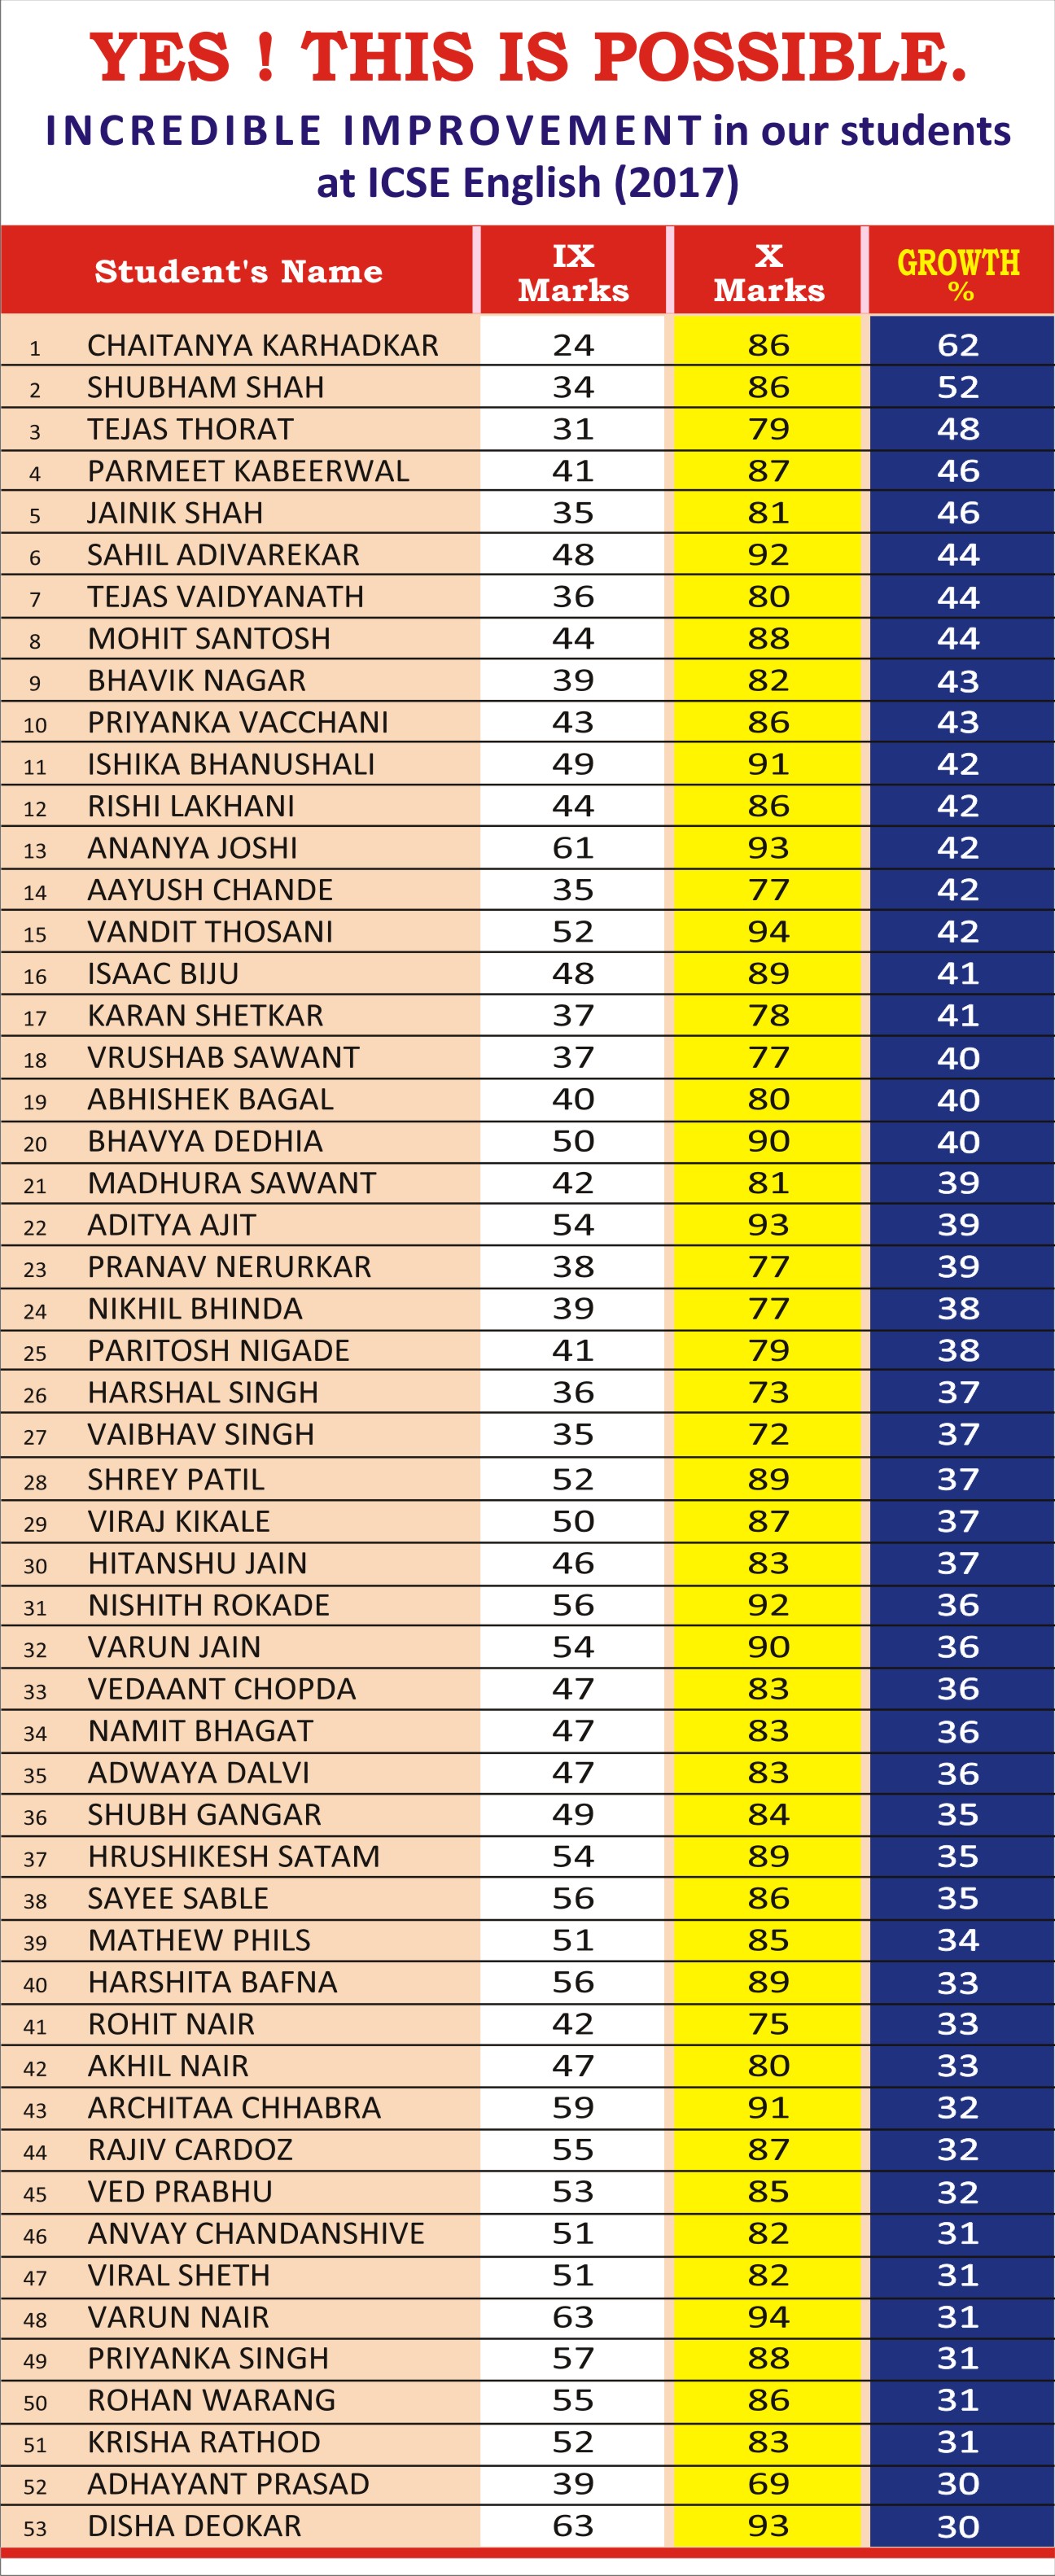 YES ! THIS IS POSSIBLE.
INCREDIBLE IMPROVEMENT in our students
at ICSE English (2017)
Student's Name IX Marks X Marks GROWTH %
1 CHAITANYA KARHADKAR 24 86 62
2 SHUBHAM SHAH 34 86 52
3 TEJAS THORAT 31 79 48
4 PARMEET KABEERWAL 41 87 46
5 JAINIK SHAH 35 81 46
6 SAHIL ADIVAREKAR 48 92 44
7 TEJAS VAIDYANATH 36 80 44
8 MOHIT SANTOSH 44 88 44
9 BHAVIK NAGAR 39 82 43
10 PRIYANKA VACCHANI 43 86 43
11 ISHIKA BHANUSHALI 49 91 42
12 RISHI LAKHANI 44 86 42
13 ANANYA JOSHI 61 93 42
14 AAYUSH CHANDE 35 77 42
15 VANDIT THOSANI 52 94 42
16 ISAAC BIJU 48 89 41
17 KARAN SHETKAR 37 78 41
18 VRUSHAB SAWANT 37 77 40
19 ABHISHEK BAGAL 40 80 40
20 BHAVYA DEDHIA 50 90 40
21 MADHURA SAWANT 42 81 39
22 ADITYA AJIT 54 93 39
23 PRANAV NERURKAR 38 77 39
24 NIKHIL BHINDA 39 77 38
25 PARITOSH NIGADE 41 79 38
26 HARSHAL SINGH 36 73 37
27 VAIBHAV SINGH 35 72 37
28 SHREY PATIL 52 89 37
29 VIRAJ KIKALE 50 87 37
30 HITANSHU JAIN 46 83 37
31 NISHITH ROKADE 56 92 36
32 VARUN JAIN 54 90 36
33 VEDAANT CHOPDA 47 83 36
34 NAMIT BHAGAT 47 83 36
35 ADWAYA DALVI 47 83 36
36 SHUBH GANGAR 49 84 35
37 HRUSHIKESH SATAM 54 89 35
38 SAYEE SABLE 56 86 35
39 MATHEW PHILS 51 85 34
40 HARSHITA BAFNA 56 89 33
41 ROHIT NAIR 42 75 33
42 AKHIL NAIR 47 80 33
43 ARCHITAA CHHABRA 59 91 32
44 RAJIV CARDOZ 55 87 32
45 VED PRABHU 53 85 32
46 ANVAY CHANDANSHIVE 51 82 31
47 VIRAL SHETH 51 82 31
48 VARUN NAIR 63 94 31
49 PRIYANKA SINGH 57 88 31
50 ROHAN WARANG 55 86 31
51 KRISHA RATHOD 52 83 31
52 ADHAYANT PRASAD 39 69 30
53 DISHA DEOKAR 63 93 30